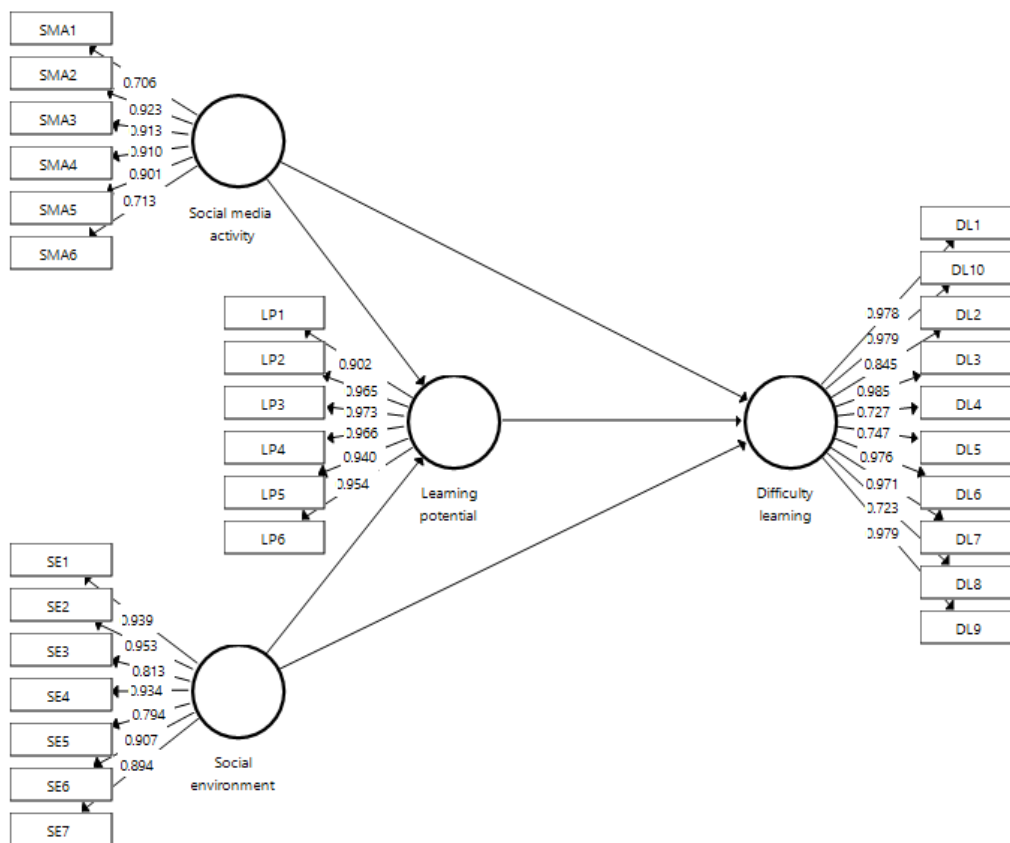 SMA1
SMA2
SMA3
SMA4
SMA5
SMA6
0.706
0.923
0.913
0.910
0.901
0.713
Social media
activity
LP1
LP2
LP3
LP4
LP5
LP6
0.902
0.965
0.973
0.966
0.940
0.954
Learning
potential
DL1
DL10
DL2
DL3
DL4
DL5
DL6
DL7
DL8
DL9
0.978
0.979
0.845
0.985
0.727
0.747
0.976
0.971
0.723
0.979
Difficulty
learning
SE1
SE2
SE3
SE4
SE5
SE6
SE7
0.939
0.953
0.813
0.934
0.794
0.907
0.894
Social
environment